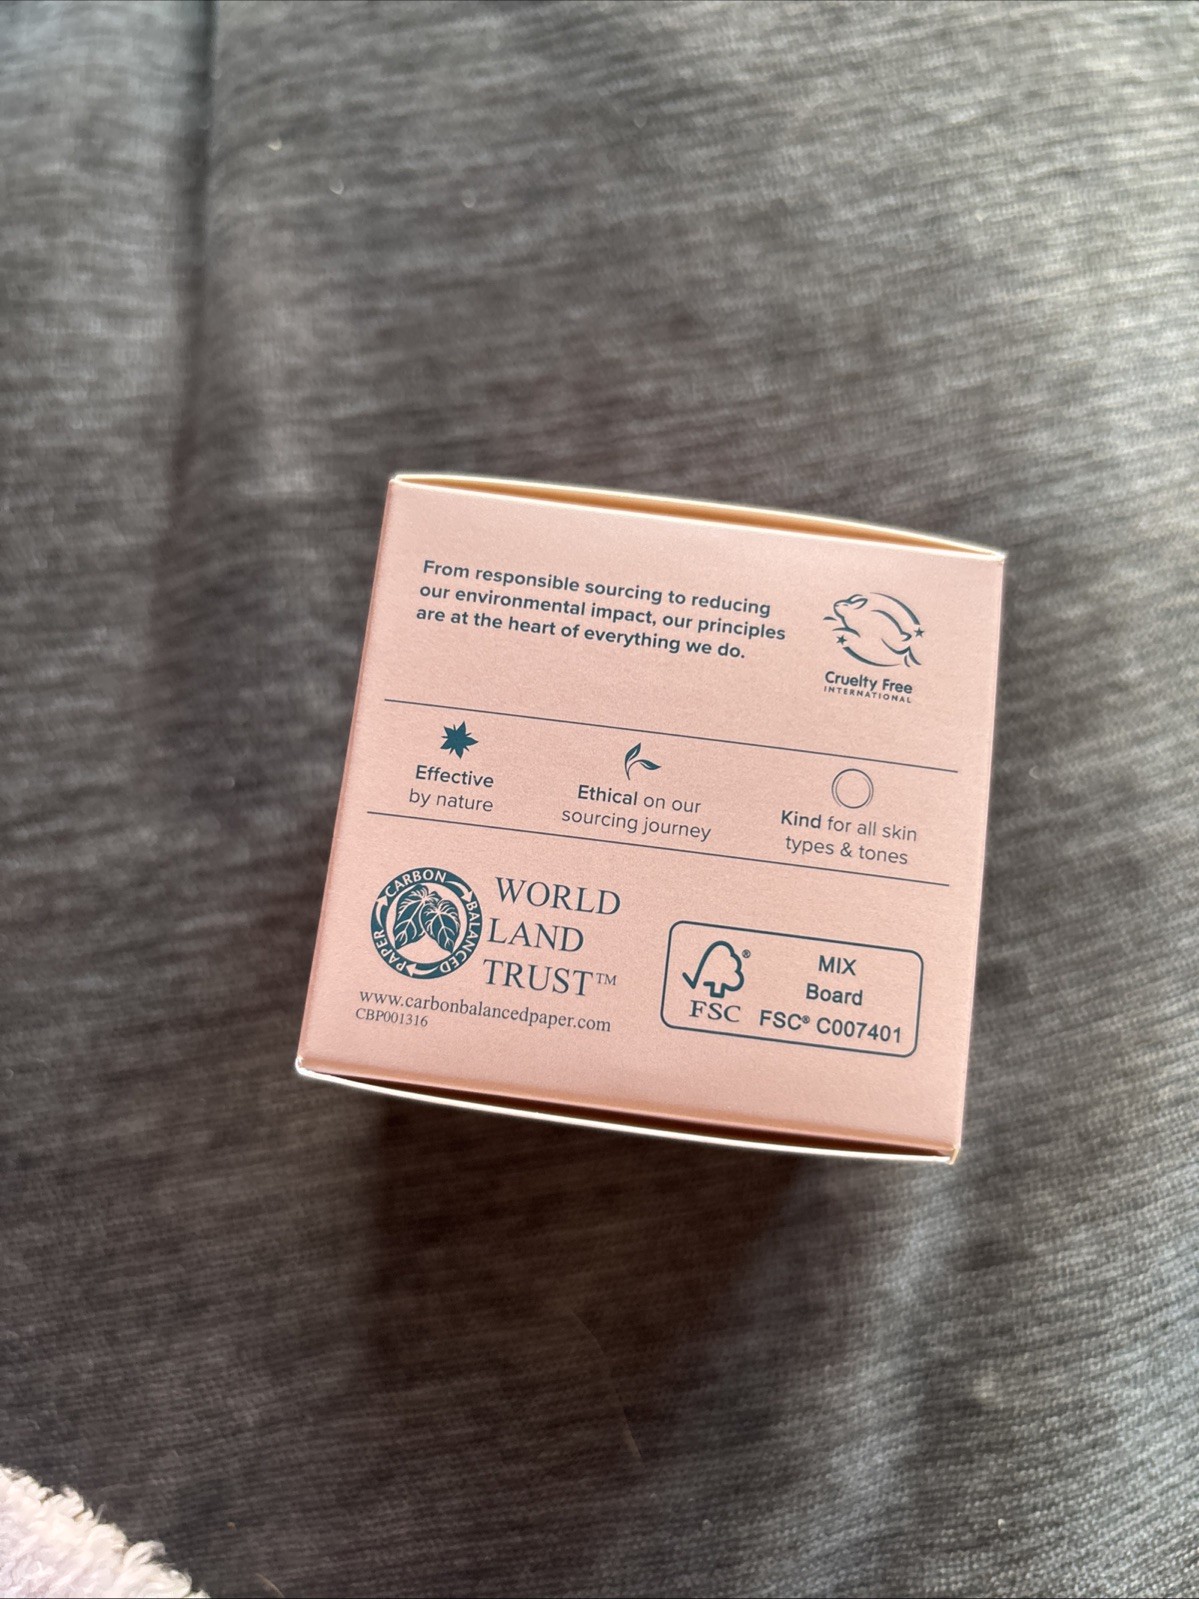 From responsible sourcing to reducing
our environmental impact, our principles
are at the heart of everything we do.
Cruelty Free
INTERNATIONAL
Effective
by nature
Ethical on our
sourcing journey
Kind for all skin
types & tones
CARBON BALANCED PAPER
WORLD
LAND
TRUST™
www.carbonbalancedpaper.com
CBP001316
®
FSC
MIX
Board
FSC® C007401